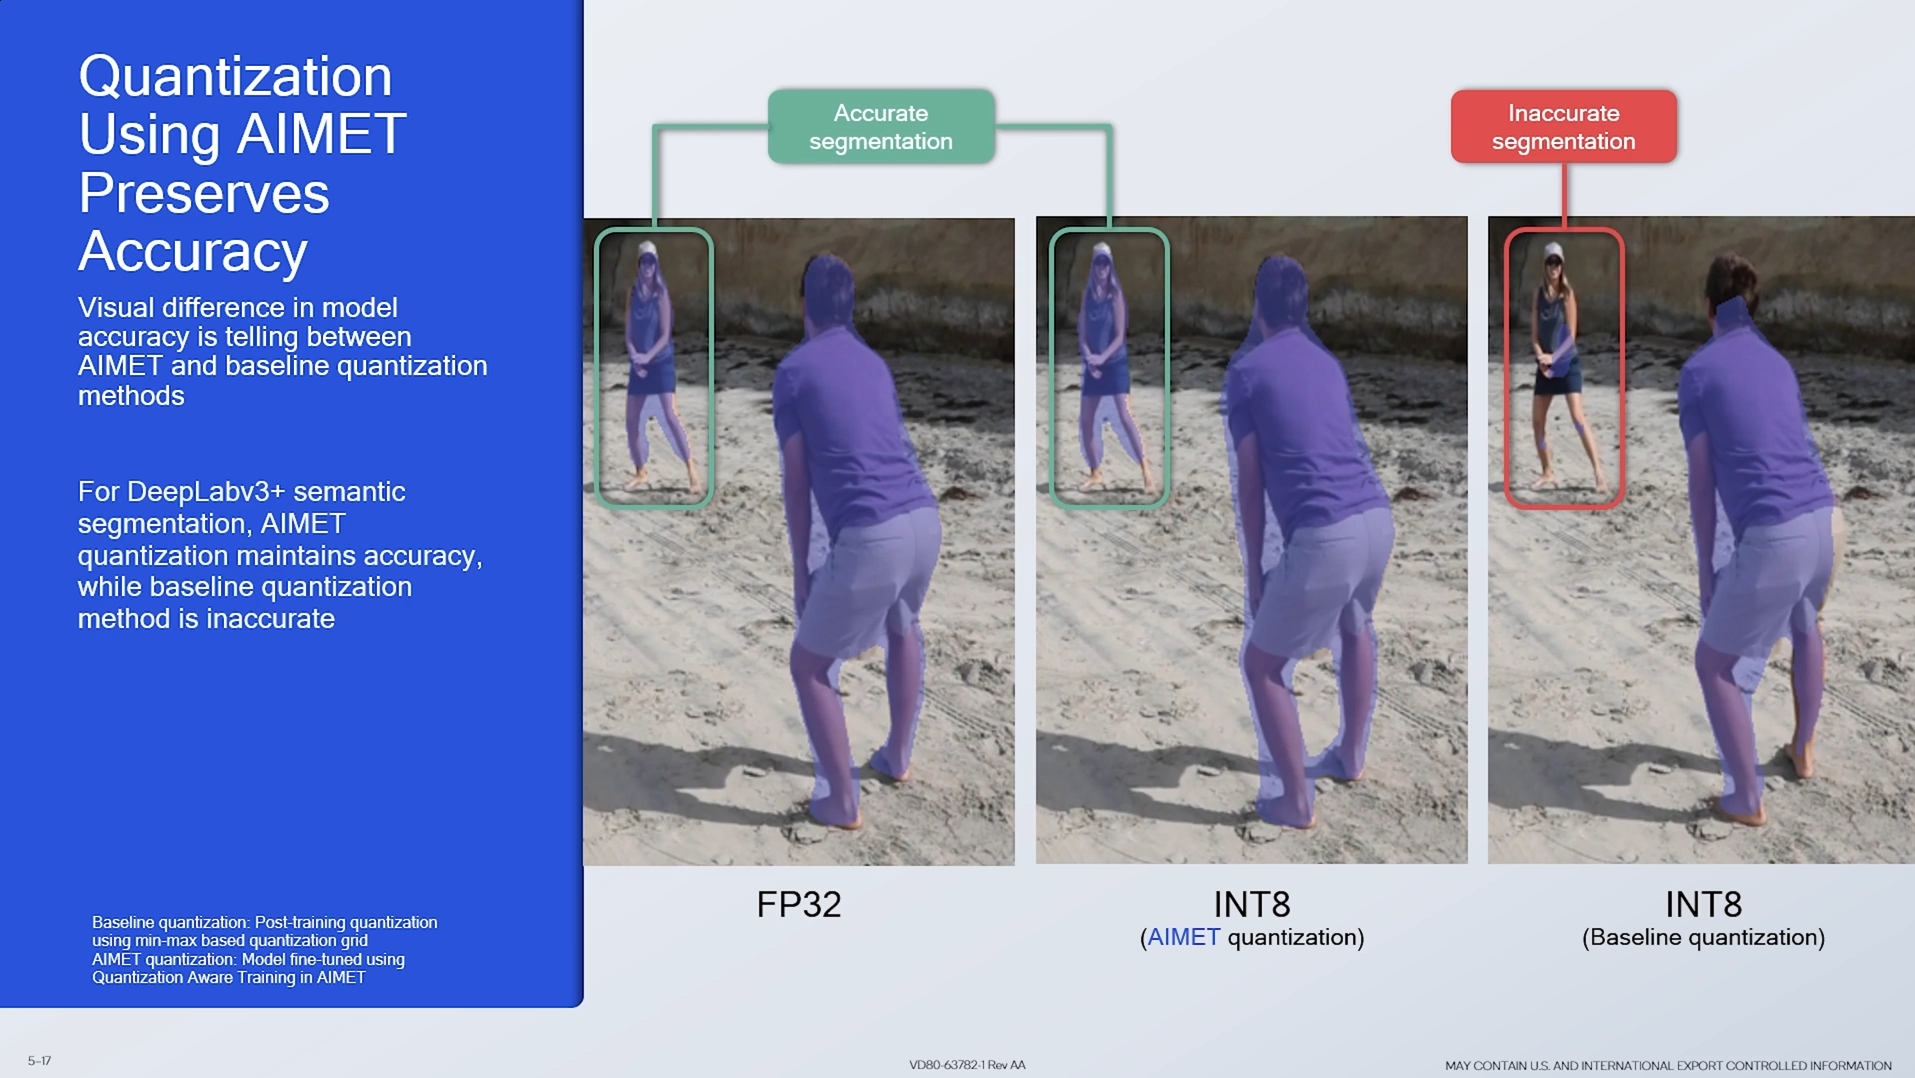 Quantization
Using AIMET
Preserves
Accuracy
Visual difference in model
accuracy is telling between
AIMET and baseline quantization
methods
For DeepLabv3+ semantic
segmentation, AIMET
quantization maintains accuracy,
while baseline quantization
method is inaccurate
Baseline quantization: Post-training quantization
using min-max based quantization grid
AIMET quantization: Model fine-tuned using
Quantization Aware Training in AIMET
Accurate
segmentation
Inaccurate
segmentation
FP32
INT8
(AIMET quantization)
INT8
(Baseline quantization)
5-17
VD80-63782-1 Rev AA
MAY CONTAIN U.S. AND INTERNATIONAL EXPORT CONTROLLED INFORMATION